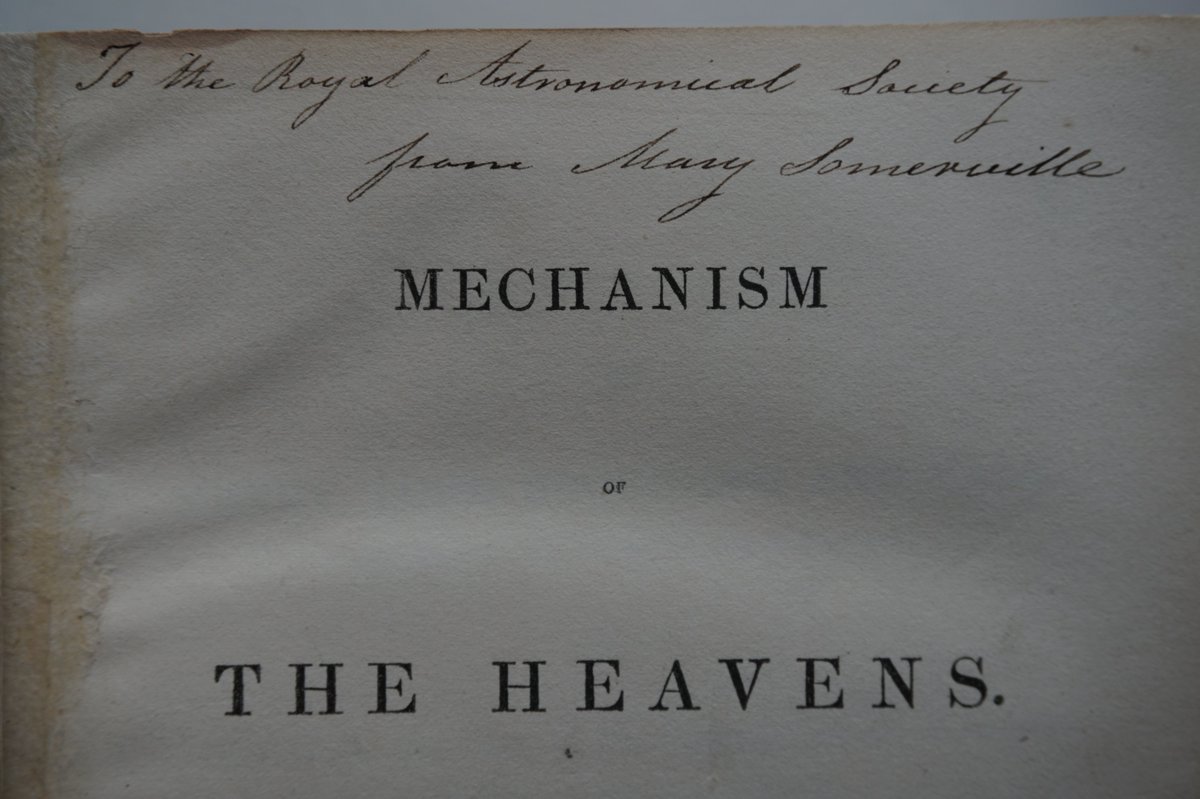 To the Royal Astronomical Society
from Mary Somerville
MECHANISM
OF
THE HEAVENS.